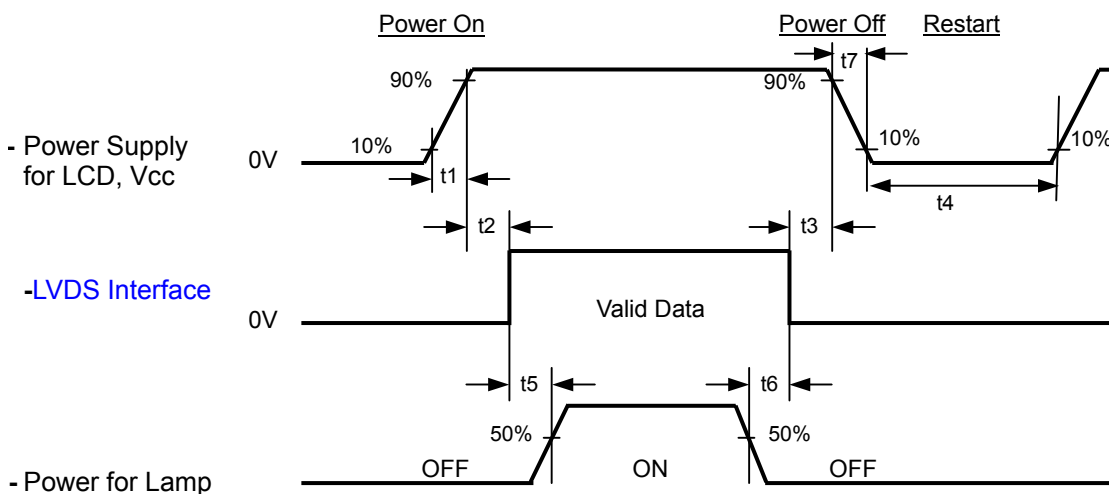 Power On
Power Off
Restart
t7
90%
90%
- Power Supply
for LCD, Vcc
0V
10%
10%
10%
t1
t4
t2
t3
-LVDS Interface
0V
Valid Data
t5
t6
50%
50%
- Power for Lamp
OFF
ON
OFF